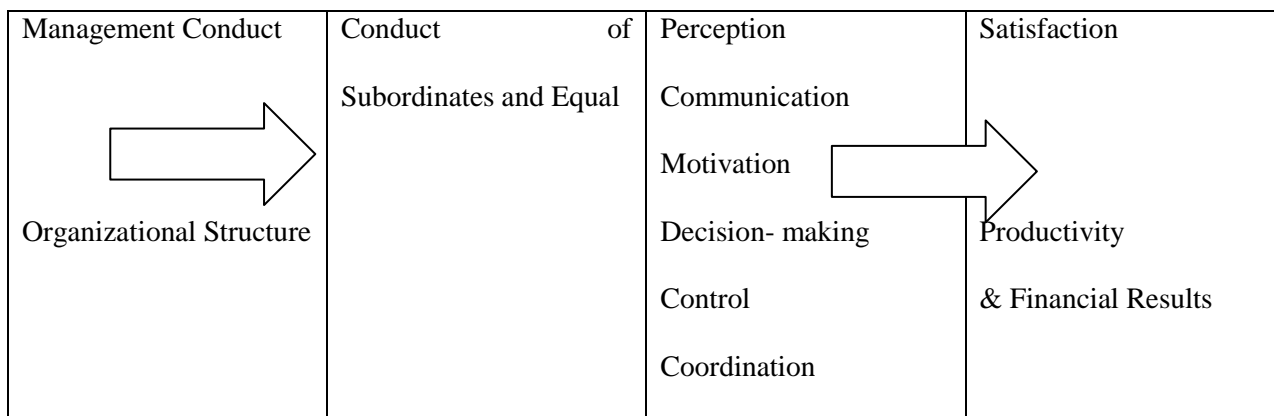 Management Conduct
Organizational Structure
Conduct of
Subordinates and Equal
Perception
Communication
Motivation
Decision- making
Control
Coordination
Satisfaction
Productivity
& Financial Results